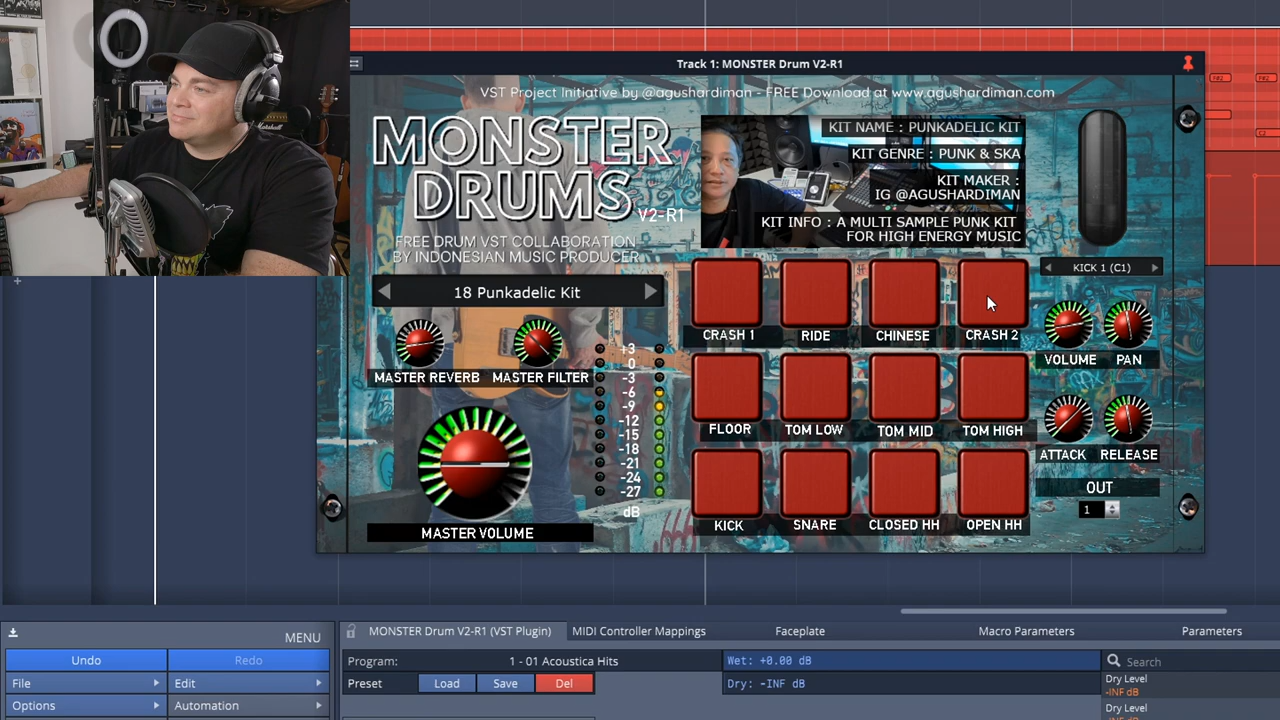 Track 1: MONSTER Drum V2-R1
VST Project Initiative by @agushardiman - FREE Download at www.agushardiman.com
MONSTER
DRUMS
V2-R1
FREE DRUM VST COLLABORATION
BY INDONESIAN MUSIC PRODUCER
KIT NAME : PUNKADELIC KIT
KIT GENRE : PUNK & SKA
KIT MAKER :
IG @AGUSHARDIMAN
KIT INFO : A MULTI SAMPLE PUNK KIT
FOR HIGH ENERGY MUSIC
18 Punkadelic Kit
KICK 1 (C1)
MASTER REVERB
MASTER FILTER
MASTER VOLUME
+3
0
-3
-6
-9
-12
-15
-18
-21
-24
-27
dB
CRASH 1
RIDE
CHINESE
CRASH 2
FLOOR
TOM LOW
TOM MID
TOM HIGH
KICK
SNARE
CLOSED HH
OPEN HH
VOLUME
PAN
ATTACK
RELEASE
OUT
1
Marshall
MENU
Undo
Redo
File
Edit
Options
Automation
MONSTER Drum V2-R1 (VST Plugin)
MIDI Controller Mappings
Faceplate
Macro Parameters
Parameters
Program:
1 - 01 Acoustica Hits
Preset
Load
Save
Del
Wet: +0.00 dB
Dry: -INF dB
Search
Dry Level
-INF dB
Dry Level